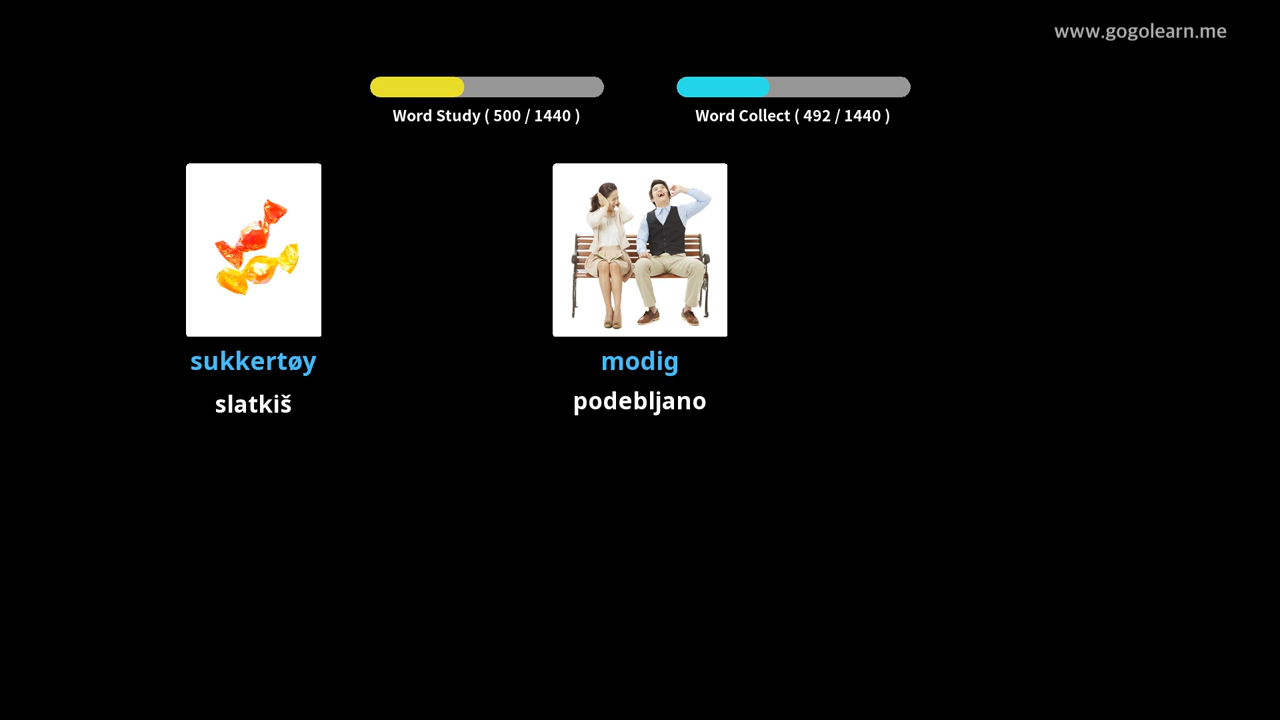 www.gogolearn.me
Word Study ( 500 / 1440 )
Word Collect ( 492 / 1440 )
sukkertøy
modig
slatkiš
podebljano